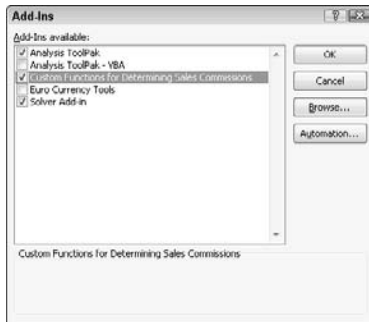 Add-Ins
Add-Ins available:
Analysis ToolPak
Analysis ToolPak - VBA
Custom Functions for Determining Sales Commissions
Euro Currency Tools
Solver Add-in
OK
Cancel
Browse...
Automation...
Custom Functions for Determining Sales Commissions